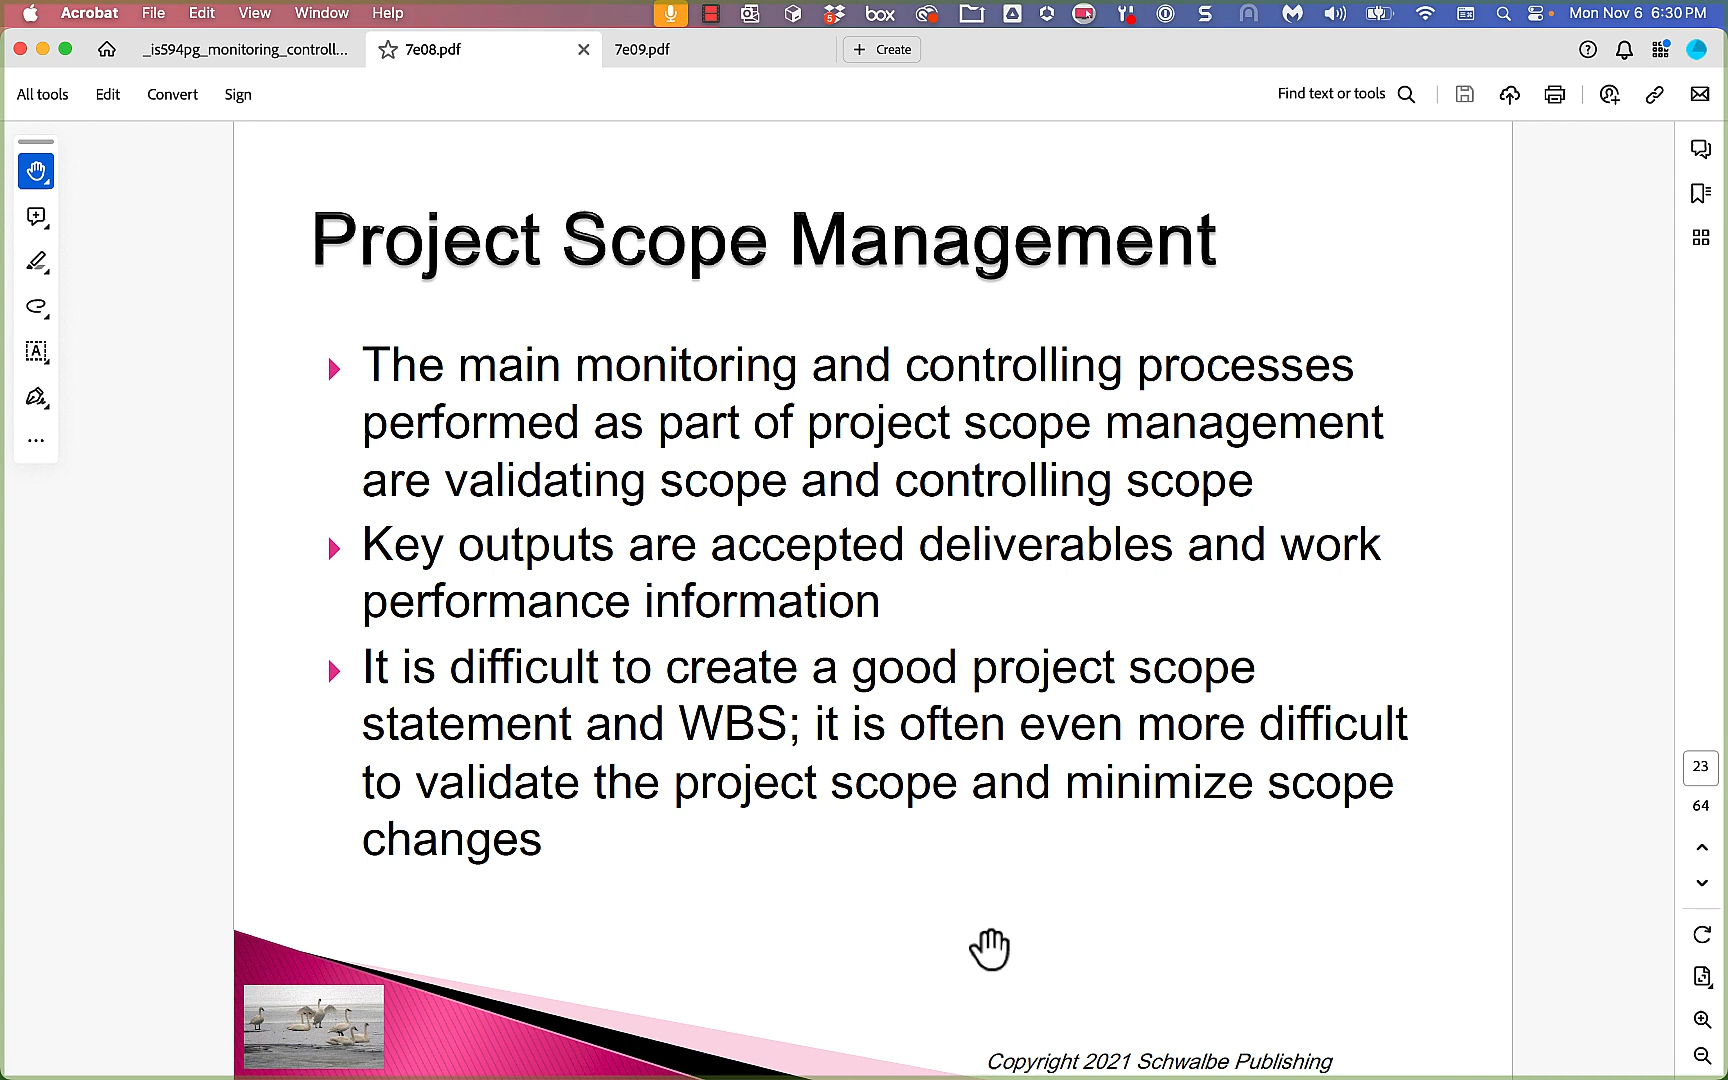 Acrobat File Edit View Window Help
5
box
Mon Nov 6 6:30 PM
_is594pg_monitoring_controll...
7e08.pdf
7e09.pdf
+ Create
All tools Edit Convert Sign
Find text or tools
Project Scope Management
The main monitoring and controlling processes
performed as part of project scope management
are validating scope and controlling scope
Key outputs are accepted deliverables and work
performance information
It is difficult to create a good project scope
statement and WBS; it is often even more difficult
to validate the project scope and minimize scope
changes
23
64
Copyright 2021 Schwalbe Publishing